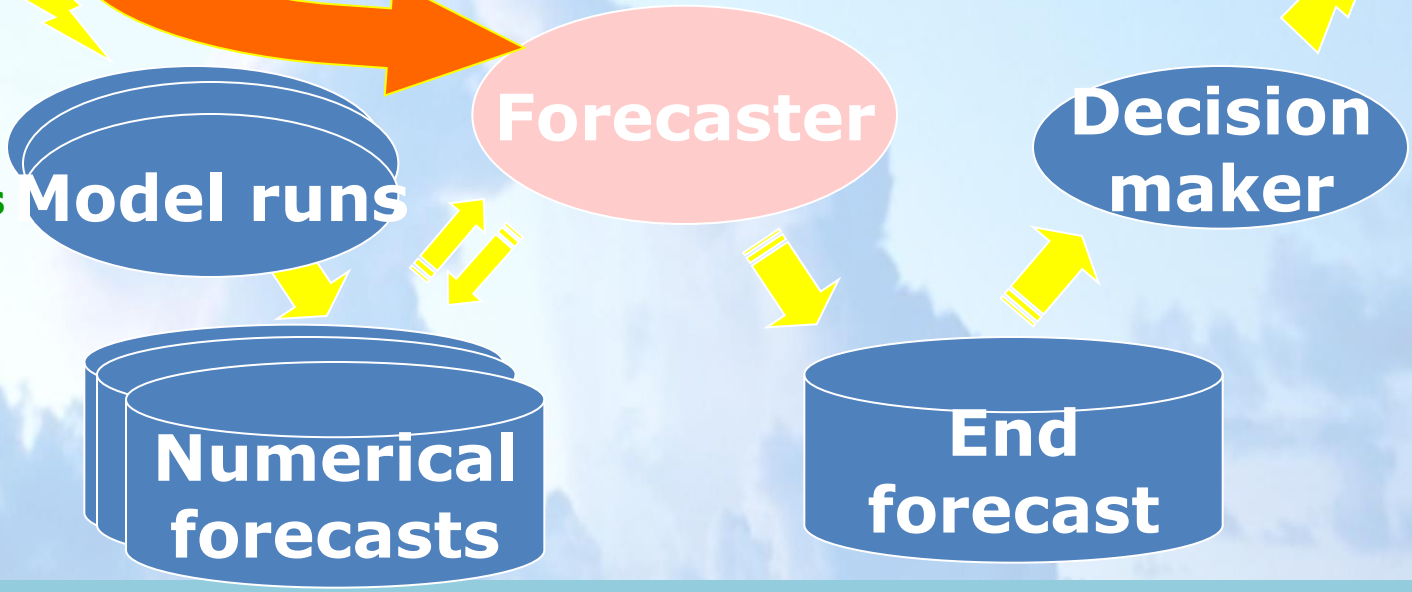 Forecaster
Decision
maker
s Model runs
Numerical
forecasts
End
forecast